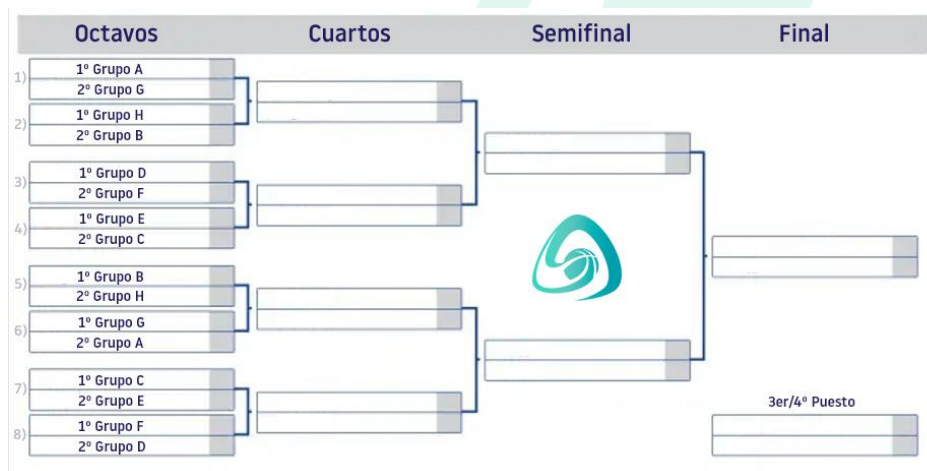 Octavos
Cuartos
Semifinal
Final
1)
1º Grupo A
2º Grupo G
2)
1º Grupo H
2º Grupo B
3)
1º Grupo D
2º Grupo F
4)
1º Grupo E
2º Grupo C
5)
1º Grupo B
2º Grupo H
6)
1º Grupo G
2º Grupo A
7)
1º Grupo C
2º Grupo E
8)
1º Grupo F
2º Grupo D
3er/4º Puesto